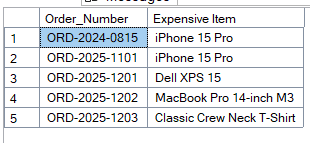 Order_Number Expensive Item
1 ORD-2024-0815 iPhone 15 Pro
2 ORD-2025-1101 iPhone 15 Pro
3 ORD-2025-1201 Dell XPS 15
4 ORD-2025-1202 MacBook Pro 14-inch M3
5 ORD-2025-1203 Classic Crew Neck T-Shirt